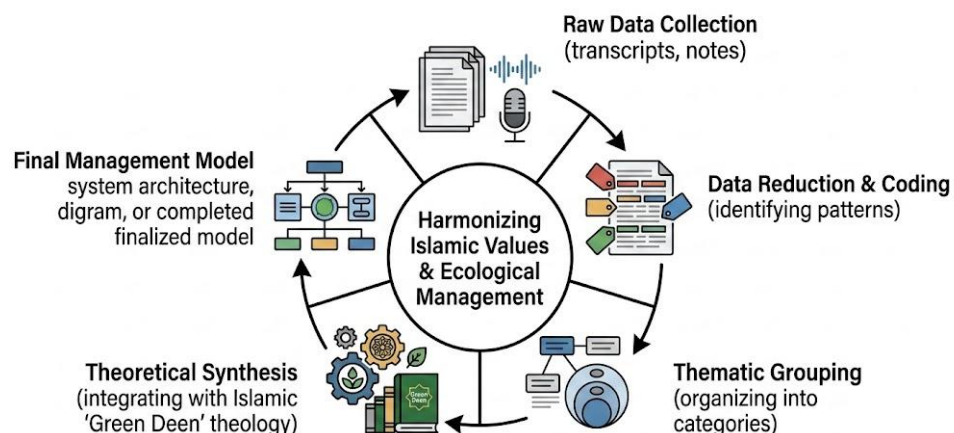 Raw Data Collection
(transcripts, notes)
Data Reduction & Coding
(identifying patterns)
Thematic Grouping
(organizing into
categories)
Theoretical Synthesis
(integrating with Islamic
'Green Deen' theology)
Green
Deen
Final Management Model
system architecture,
digram, or completed
finalized model
Harmonizing
Islamic Values
& Ecological
Management